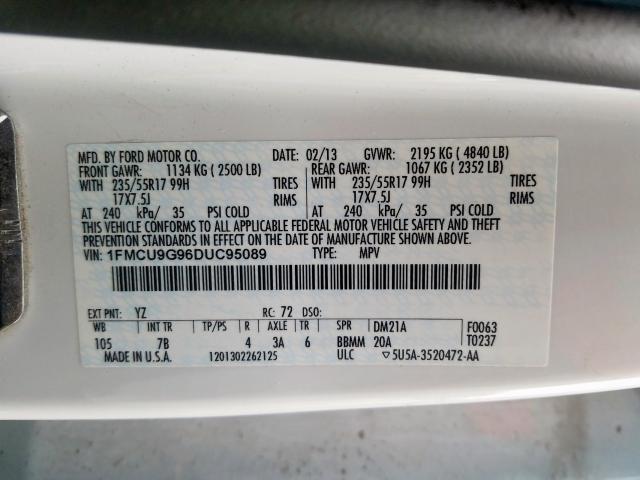 MFD. BY FORD MOTOR CO. DATE: 02/13 GVWR: 2195 KG ( 4840 LB)
FRONT GAWR: 1134 KG ( 2500 LB) REAR GAWR: 1067 KG ( 2352 LB)
WITH 235/55R17 99H TIRES WITH 235/55R17 99H TIRES
17X7.5J RIMS 17X7.5J RIMS
AT 240 kPa/ 35 PSI COLD AT 240 kPa/ 35 PSI COLD
THIS VEHICLE CONFORMS TO ALL APPLICABLE FEDERAL MOTOR VEHICLE SAFETY AND THEFT
PREVENTION STANDARDS IN EFFECT ON THE DATE OF MANUFACTURE SHOWN ABOVE.
VIN: 1FMCU9G96DUC95089 TYPE: MPV
EXT PNT: YZ RC: 72 DSO:
WB INT TR TP/PS R AXLE TR SPR DM21A F0063
105 7B 4 3A 6 BBMM 20A T0237
MADE IN U.S.A. 1201302262125 ULC ▽5U5A-3520472-AA